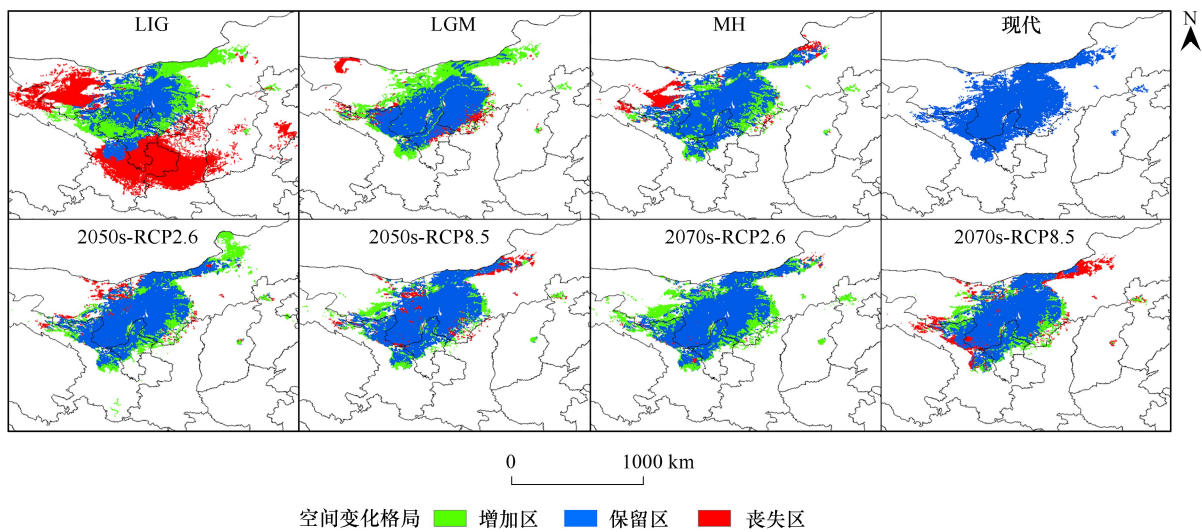 LIG
LGM
MH
现代
N
2050s-RCP2.6
2050s-RCP8.5
2070s-RCP2.6
2070s-RCP8.5
0 1000 km
空间变化格局 增加区 保留区 丧失区